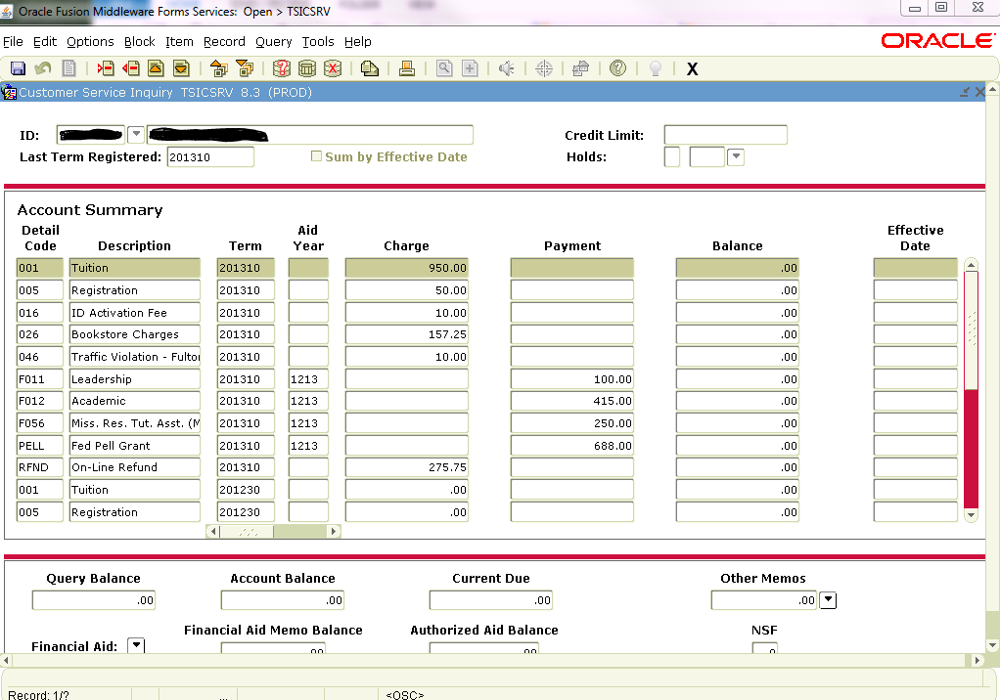 Oracle Fusion Middleware Forms Services: Open > TSICSRV
File Edit Options Block Item Record Query Tools Help
ORACLE
X
Customer Service Inquiry TSICSRV 8.3 (PROD)
ID: Credit Limit:
Last Term Registered: 201310 Sum by Effective Date Holds:
Account Summary
Detail Aid Effective
Code Description Term Year Charge Payment Balance Date
001 Tuition 201310 950.00 .00
005 Registration 201310 50.00 .00
016 ID Activation Fee 201310 10.00 .00
026 Bookstore Charges 201310 157.25 .00
046 Traffic Violation - Fulto 201310 10.00 .00
F011 Leadership 201310 1213 100.00 .00
F012 Academic 201310 1213 415.00 .00
F056 Miss. Res. Tut. Asst. (M 201310 1213 250.00 .00
PELL Fed Pell Grant 201310 1213 688.00 .00
RFND On-Line Refund 201310 275.75 .00
001 Tuition 201230 .00 .00
005 Registration 201230 .00 .00
Query Balance Account Balance Current Due Other Memos
.00 .00 .00 .00
Financial Aid Memo Balance Authorized Aid Balance NSF
Financial Aid: .00 .00 0
Record: 1/? ... <OSC>